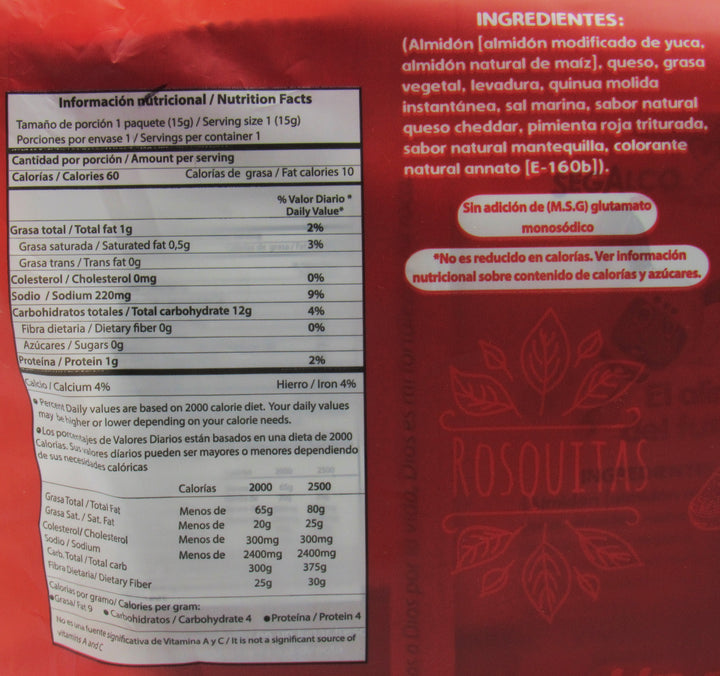 INGREDIENTES:
(Almidón [almidón modificado de yuca,
almidón natural de maíz], queso, grasa
vegetal, levadura, quinua molida
instantánea, sal marina, sabor natural
queso cheddar, pimienta roja triturada,
sabor natural mantequilla, colorante
natural annato [E-160b]).
Sin adición de (M.S.G) glutamato
monosódico
*No es reducido en calorías. Ver información
nutricional sobre contenido de calorías y azúcares.
ROSQUITAS
Información nutricional / Nutrition Facts
Tamaño de porción 1 paquete (15g) / Serving size 1 (15g)
Porciones por envase 1 / Servings per container 1
Cantidad por porción / Amount per serving
Calorías / Calories 60 Calorías de grasa / Fat calories 10
% Valor Diario *
Daily Value*
Grasa total / Total fat 1g 2%
Grasa saturada / Saturated fat 0,5g 3%
Grasa trans / Trans fat 0g
Colesterol / Cholesterol 0mg 0%
Sodio / Sodium 220mg 9%
Carbohidratos totales / Total carbohydrate 12g 4%
Fibra dietaria / Dietary fiber 0g 0%
Azúcares / Sugars 0g
Proteína / Protein 1g 2%
Calcio / Calcium 4% Hierro / Iron 4%
• Percent Daily values are based on 2000 calorie diet. Your daily values
may be higher or lower depending on your calorie needs.
• Los porcentajes de Valores Diarios están basados en una dieta de 2000
Calorías. Sus valores diarios pueden ser mayores o menores dependiendo
de sus necesidades calóricas
Calorías 2000 2500
Grasa Total / Total Fat Menos de 65g 80g
Grasa Sat. / Sat. Fat Menos de 20g 25g
Colesterol / Cholesterol Menos de 300mg 300mg
Sodio / Sodium Menos de 2400mg 2400mg
Carb. Total / Total carb 300g 375g
Fibra Dietaria / Dietary Fiber 25g 30g
Calorías por gramo / Calories per gram:
• Grasa / Fat 9 • Carbohidratos / Carbohydrate 4 • Proteína / Protein 4
No es una fuente significativa de Vitamina A y C / It is not a significant source of
vitamins A and C